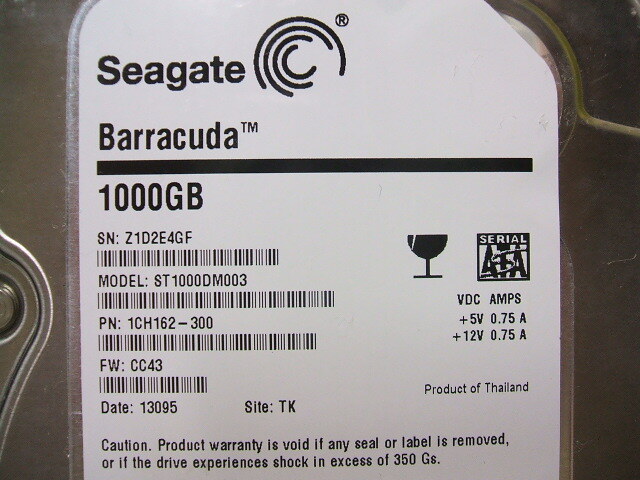 Seagate ®
Barracuda™
1000GB
SN: Z1D2E4GF
MODEL: ST1000DM003
PN: 1CH162-300
FW: CC43
Date: 13095 Site: TK
SERIAL
ATA
VDC AMPS
+5V 0.75 A
+12V 0.75 A
Product of Thailand
Caution. Product warranty is void if any seal or label is removed,
or if the drive experiences shock in excess of 350 Gs.